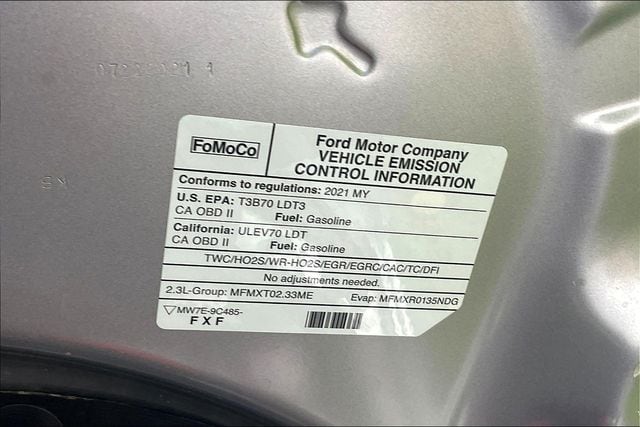 FoMoCo
Ford Motor Company
VEHICLE EMISSION
CONTROL INFORMATION
Conforms to regulations: 2021 MY
U.S. EPA: T3B70 LDT3
CA OBD II Fuel: Gasoline
California: ULEV70 LDT
CA OBD II Fuel: Gasoline
TWC/HO2S/WR-HO2S/EGR/EGRC/CAC/TC/DFI
No adjustments needed.
2.3L-Group: MFMXT02.33ME Evap: MFMXR0135NDG
MW7E-9C485-
FXF